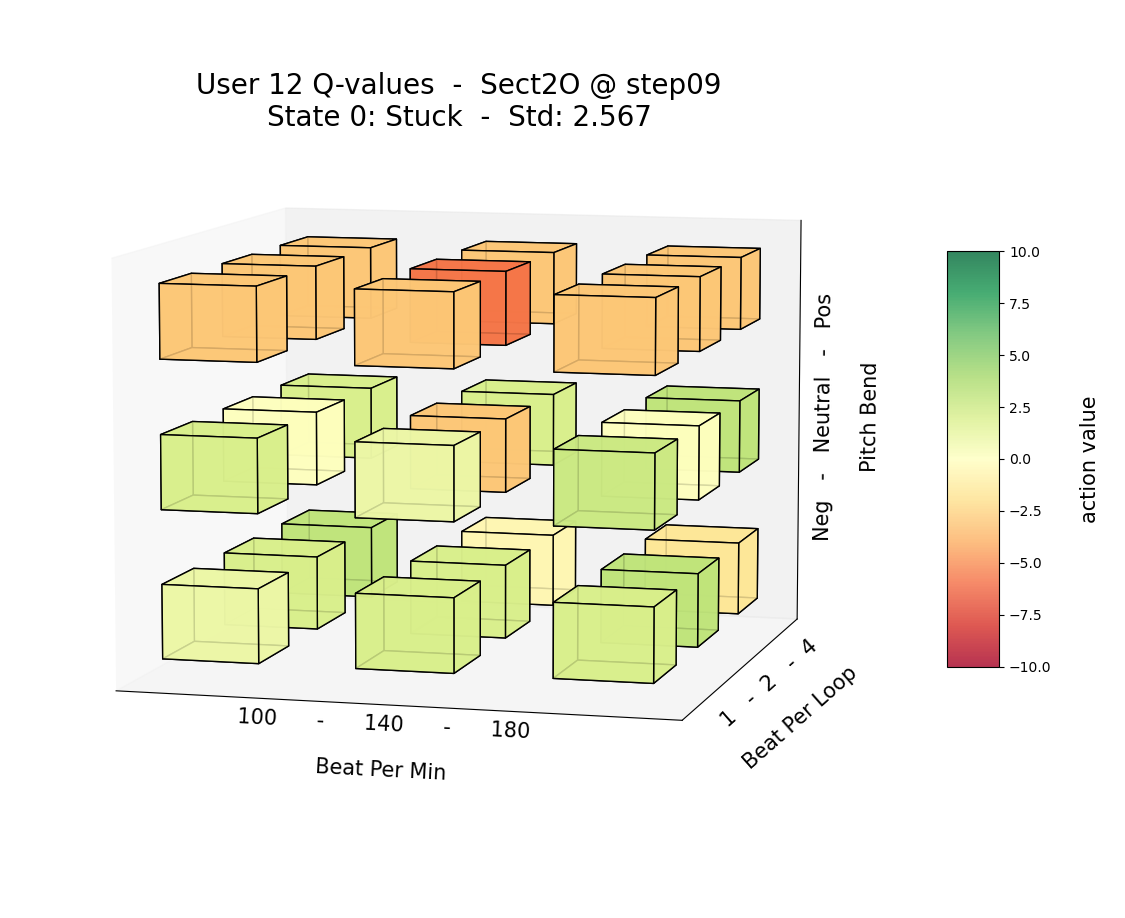 User 12 Q-values  -  Sect2O @ step09
State 0: Stuck  -  Std: 2.567
Neg  -  Neutral  -  Pos
Pitch Bend
1  -  2  -  4
Beat Per Loop
100  -  140  -  180
Beat Per Min
10.0
7.5
5.0
2.5
0.0
−2.5
−5.0
−7.5
−10.0
action value